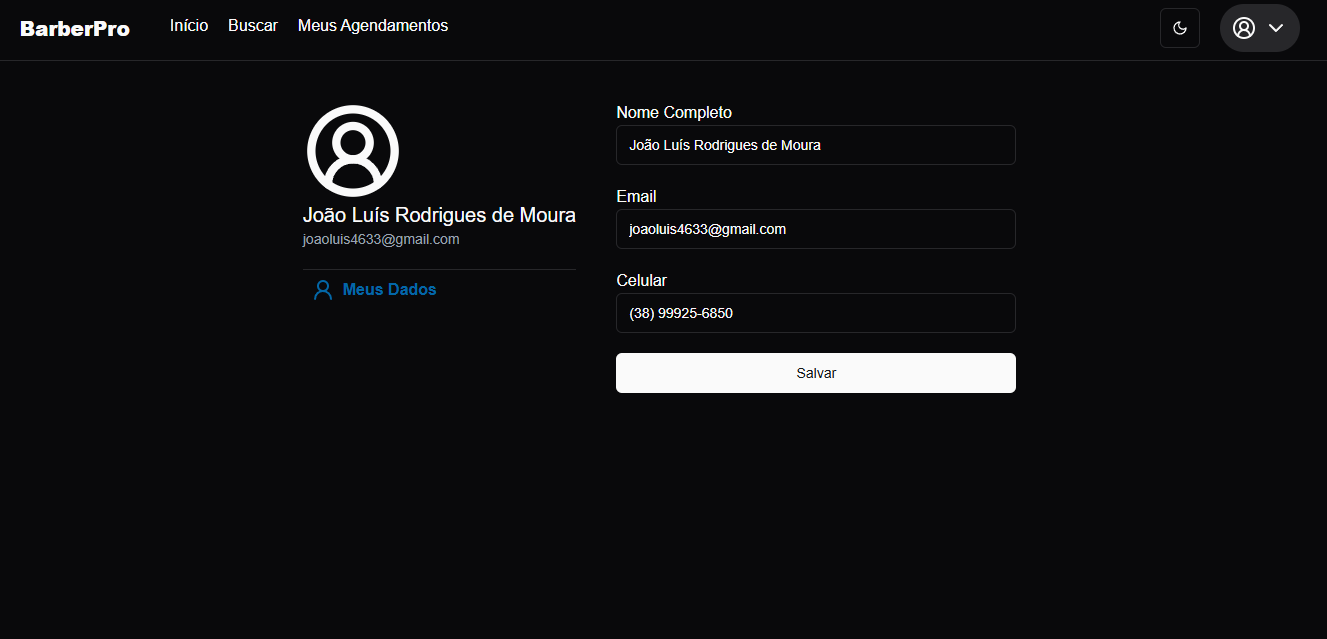 BarberPro Início Buscar Meus Agendamentos
João Luís Rodrigues de Moura
joaoluis4633@gmail.com
Meus Dados
Nome Completo
João Luís Rodrigues de Moura
Email
joaoluis4633@gmail.com
Celular
(38) 99925-6850
Salvar